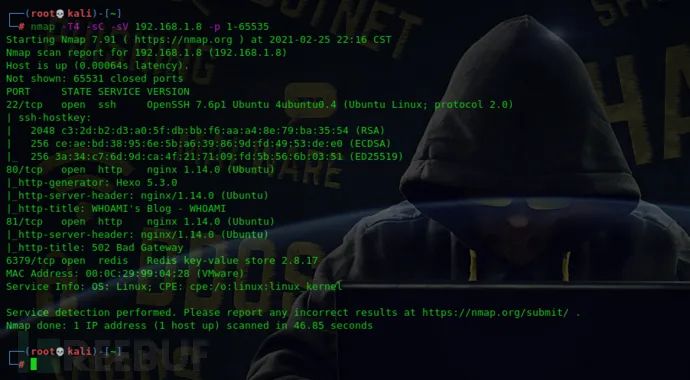 ┌──(root💀kali)-[~]
└─# nmap -T4 -sC -sV 192.168.1.8 -p 1-65535
Starting Nmap 7.91 ( https://nmap.org ) at 2021-02-25 22:16 CST
Nmap scan report for 192.168.1.8 (192.168.1.8)
Host is up (0.00064s latency).
Not shown: 65531 closed ports
PORT     STATE SERVICE VERSION
22/tcp   open  ssh     OpenSSH 7.6p1 Ubuntu 4ubuntu0.4 (Ubuntu Linux; protocol 2.0)
| ssh-hostkey:
|   2048 c3:2d:b2:d3:a0:5f:db:bb:f6:aa:a4:8e:79:ba:35:54 (RSA)
|   256 ce:ae:bd:38:95:6e:5b:a6:39:86:9d:fd:49:53:de:e0 (ECDSA)
|_  256 3a:34:c7:6d:9d:ca:4f:21:71:09:fd:5b:56:6b:03:51 (ED25519)
80/tcp   open  http    nginx 1.14.0 (Ubuntu)
|_http-generator: Hexo 5.3.0
|_http-server-header: nginx/1.14.0 (Ubuntu)
|_http-title: WHOAMI's Blog - WHOAMI
81/tcp   open  http    nginx 1.14.0 (Ubuntu)
|_http-server-header: nginx/1.14.0 (Ubuntu)
|_http-title: 502 Bad Gateway
6379/tcp open  redis   Redis key-value store 2.8.17
MAC Address: 00:0C:29:99:04:28 (VMware)
Service Info: OS: Linux; CPE: cpe:/o:linux:linux_kernel
Service detection performed. Please report any incorrect results at https://nmap.org/submit/ .
Nmap done: 1 IP address (1 host up) scanned in 46.85 seconds
┌──(root💀kali)-[~]
└─#
REEBUF